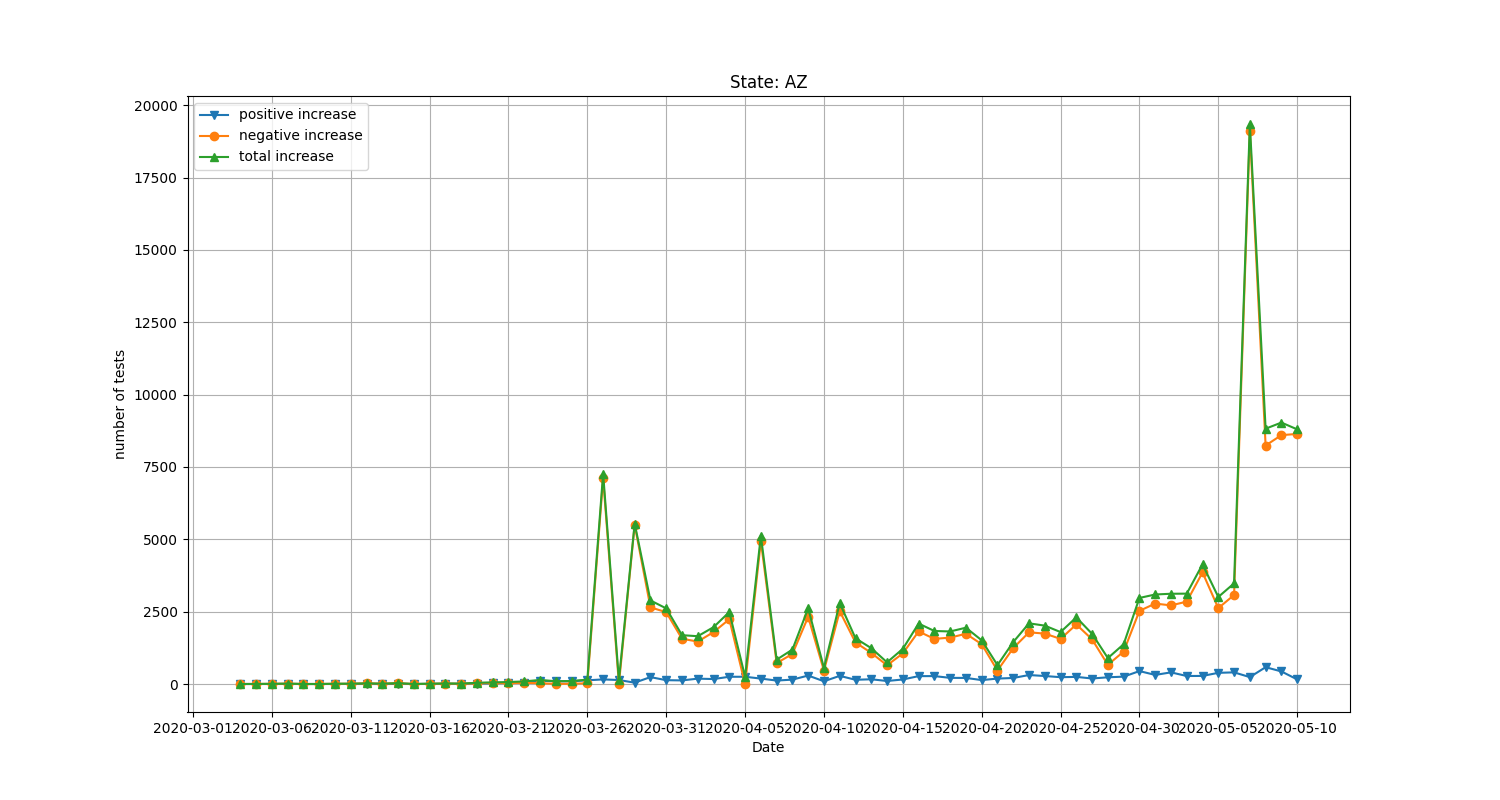 State: AZ
positive increase
negative increase
total increase
20000
17500
15000
12500
10000
7500
5000
2500
0
number of tests
2020-03-01 2020-03-06 2020-03-11 2020-03-16 2020-03-21 2020-03-26 2020-03-31 2020-04-05 2020-04-10 2020-04-15 2020-04-20 2020-04-25 2020-04-30 2020-05-05 2020-05-10
Date